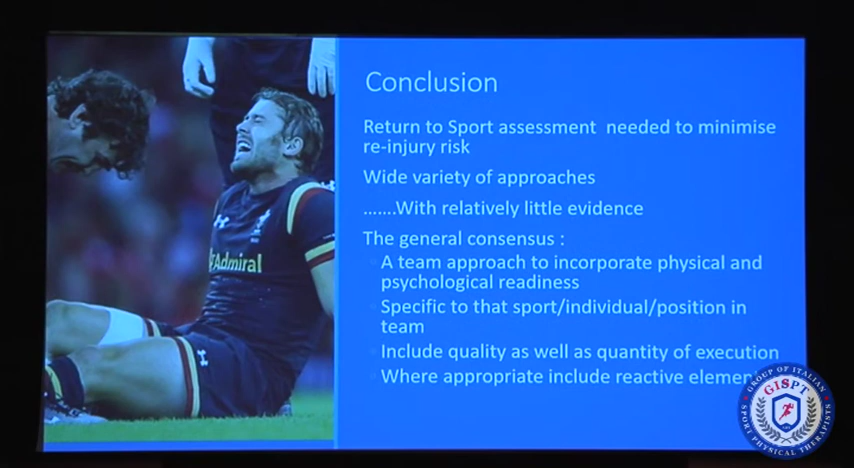 Conclusion
Return to Sport assessment needed to minimise
re-injury risk
Wide variety of approaches
.......With relatively little evidence
The general consensus :
A team approach to incorporate physical and
psychological readiness
Specific to that sport/individual/position in
team
Include quality as well as quantity of execution
Where appropriate include reactive elemen
Admiral
GROUP OF ITALIAN
GISPT
SPORT PHYSICAL THERAPISTS